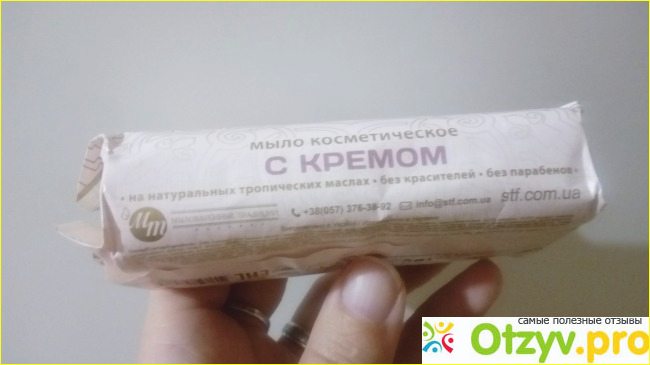 мыло косметическое
С КРЕМОМ
• на натуральных тропических маслах • без красителей • без парабенов •
+38(057) 376-38-92 info@stf.com.ua stf.com.ua
самые полезные отзывы
Otzyv.pro